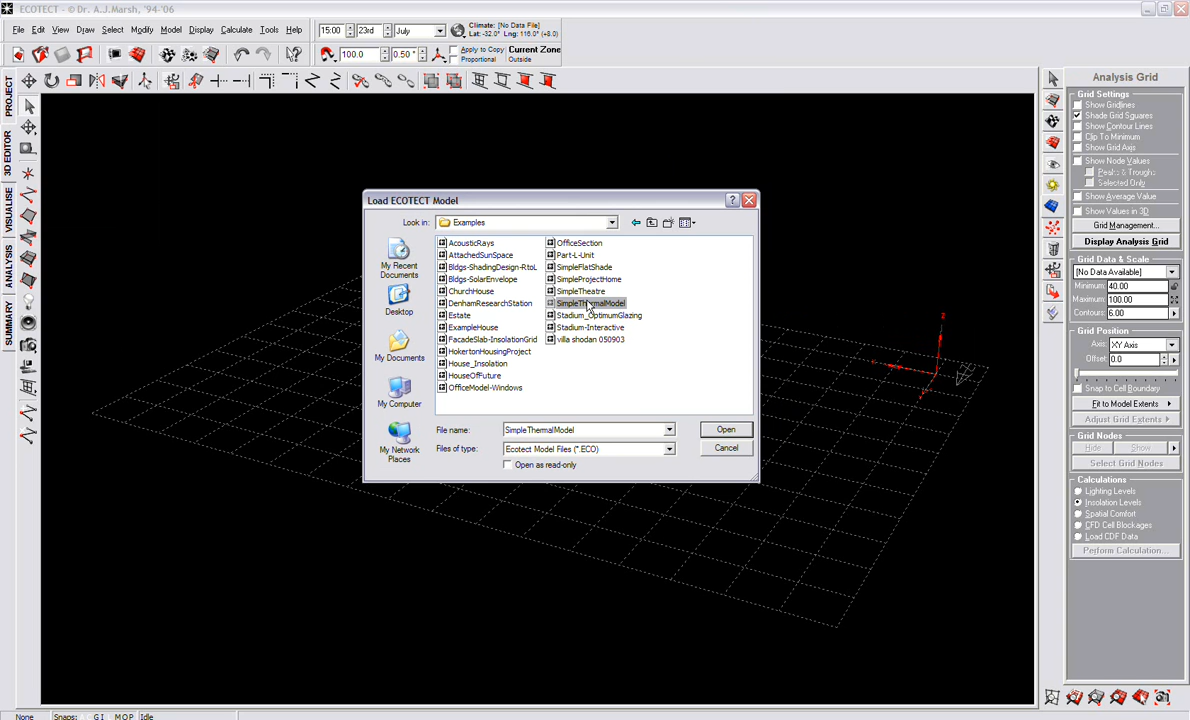 ECOTECT - © Dr. A.J.Marsh, '94-'06
File Edit View Draw Select Modify Model Display Calculate Tools Help
15:00 23rd July
Climate: [No Data File]
Lat: -32.0° Lng: 116.0° (+8.0)
100.0 0.50 °
Apply to Copy
Proportional
Current Zone
Outside
PROJECT
3D EDITOR
VISUALISE
ANALYSIS
SUMMARY
Load ECOTECT Model
Look in: Examples
My Recent Documents
Desktop
My Documents
My Computer
My Network Places
AcousticRays
AttachedSunSpace
Bldgs-ShadingDesign-RtoL
Bldgs-SolarEnvelope
ChurchHouse
DenhamResearchStation
Estate
ExampleHouse
FacadeSlab-InsolationGrid
HokertonHousingProject
House_Insolation
HouseOfFuture
OfficeModel-Windows
OfficeSection
Part-L-Unit
SimpleFlatShade
SimpleProjectHome
SimpleTheatre
SimpleThermalModel
Stadium_OptimumGlazing
Stadium-Interactive
villa shodan 050903
File name: SimpleThermalModel Open
Files of type: Ecotect Model Files (*.ECO) Cancel
Open as read-only
Analysis Grid
Grid Settings
Show Gridlines
Shade Grid Squares
Show Contour Lines
Clip To Minimum
Show Grid Axis
Show Node Values
Peaks & Troughs
Selected Only
Show Average Value
Show Values in 3D
Grid Management...
Display Analysis Grid
Grid Data & Scale
[No Data Available]
Minimum: 40.00
Maximum: 100.00
Contours: 6.00
Grid Position
Axis: XY Axis
Offset: 0.0
Snap to Cell Boundary
Fit to Model Extents
Adjust Grid Extents
Grid Nodes
Hide Show
Select Grid Nodes
Calculations
Lighting Levels
Insolation Levels
Spatial Comfort
CFD Cell Blockages
Load CDF Data
Perform Calculation...
None Snaps: G I M O P Idle